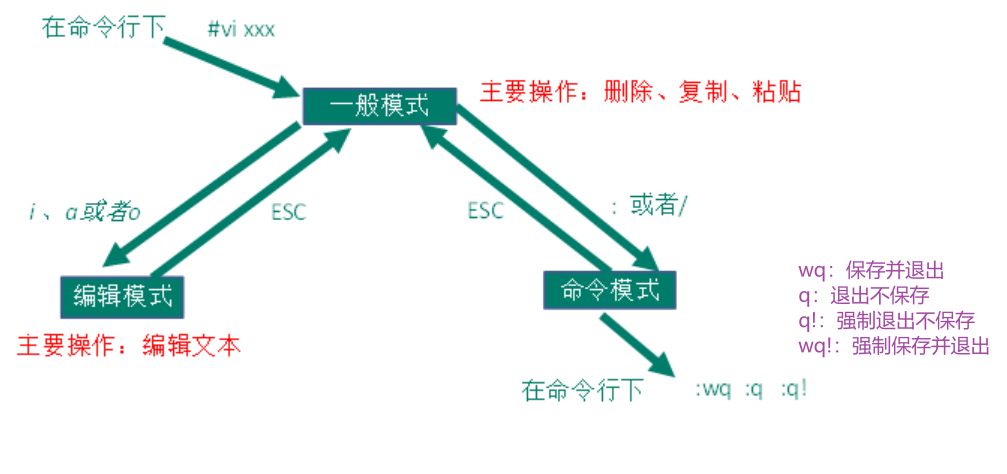 在命令行下 #vi xxx
一般模式
主要操作：删除、复制、粘贴
i 、a或者o
ESC
ESC
: 或者/
编辑模式
主要操作：编辑文本
命令模式
wq：保存并退出
q：退出不保存
q!：强制退出不保存
wq!：强制保存并退出
在命令行下 :wq :q :q!